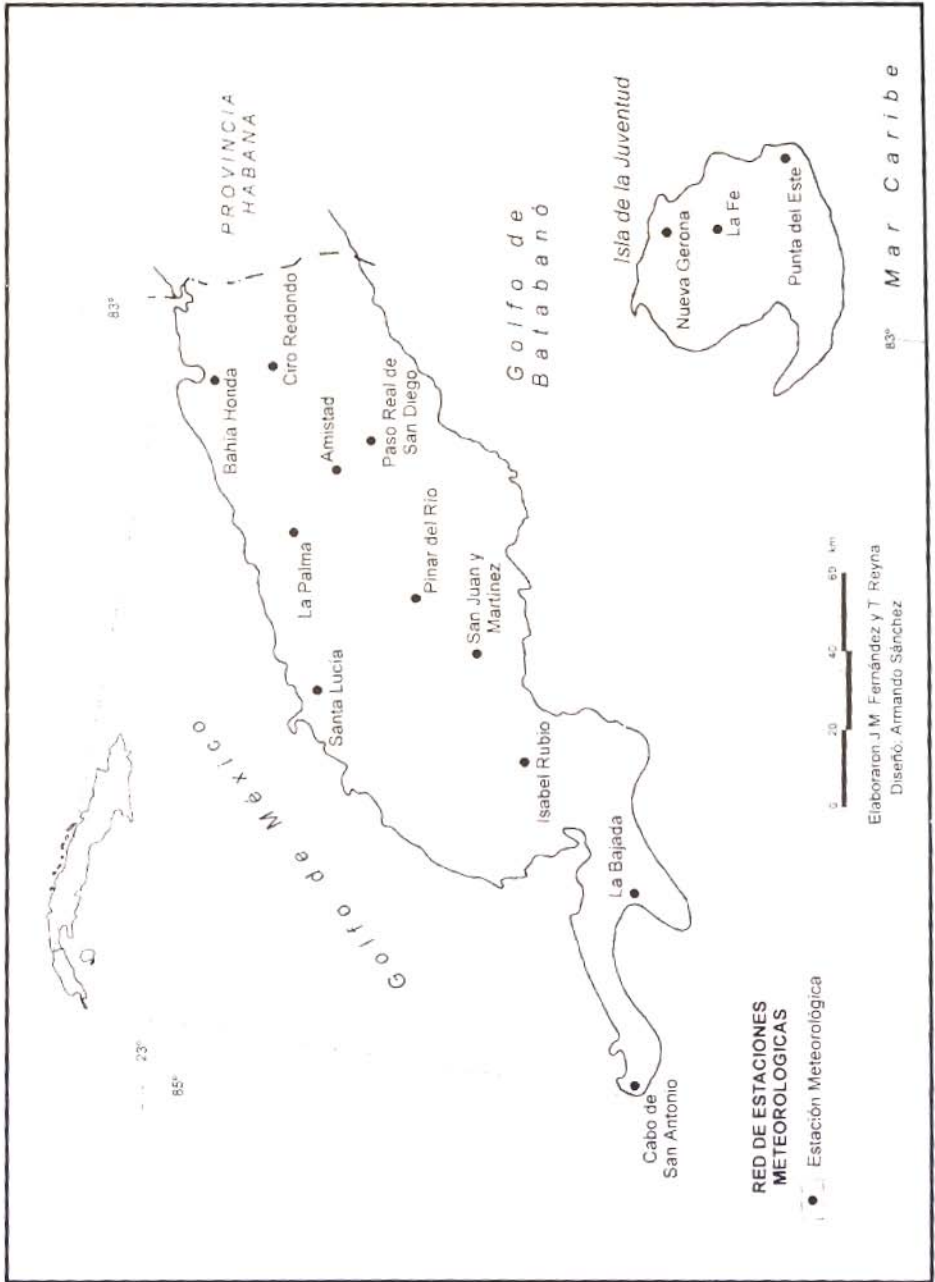 83°
PROVINCIA
HABANA
23°
85°
Golfo de México
Bahía Honda
Ciro Redondo
La Palma
Amistad
Santa Lucía
Paso Real de
San Diego
Pinar del Río
San Juan y
Martínez
Isabel Rubio
La Bajada
Cabo de
San Antonio
Golfo de
Batabanó
Isla de la Juventud
Nueva Gerona
La Fe
Punta del Este
83°
Mar Caribe
RED DE ESTACIONES
METEOROLOGICAS
Estación Meteorológica
0 20 40 60 km
Elaboraron J M Fernández y T Reyna
Diseñó: Armando Sánchez